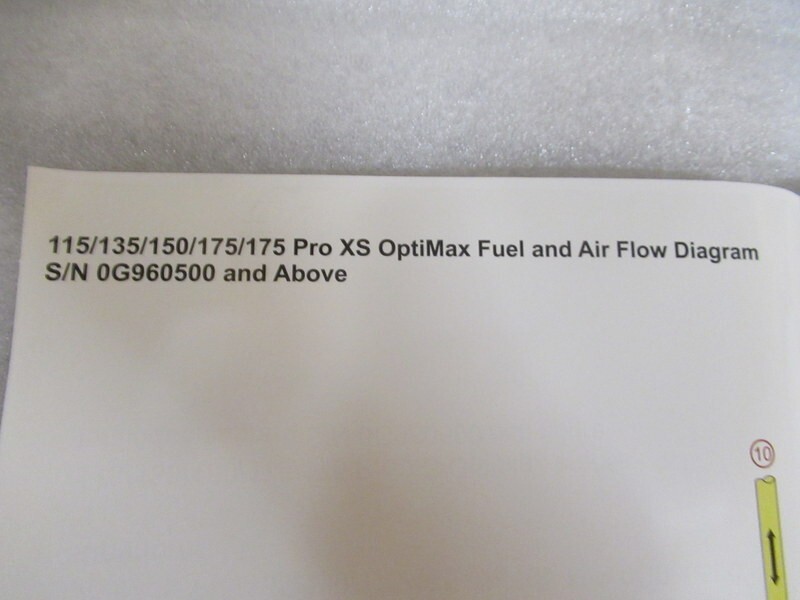 115/135/150/175/175 Pro XS OptiMax Fuel and Air Flow Diagram
S/N 0G960500 and Above
10